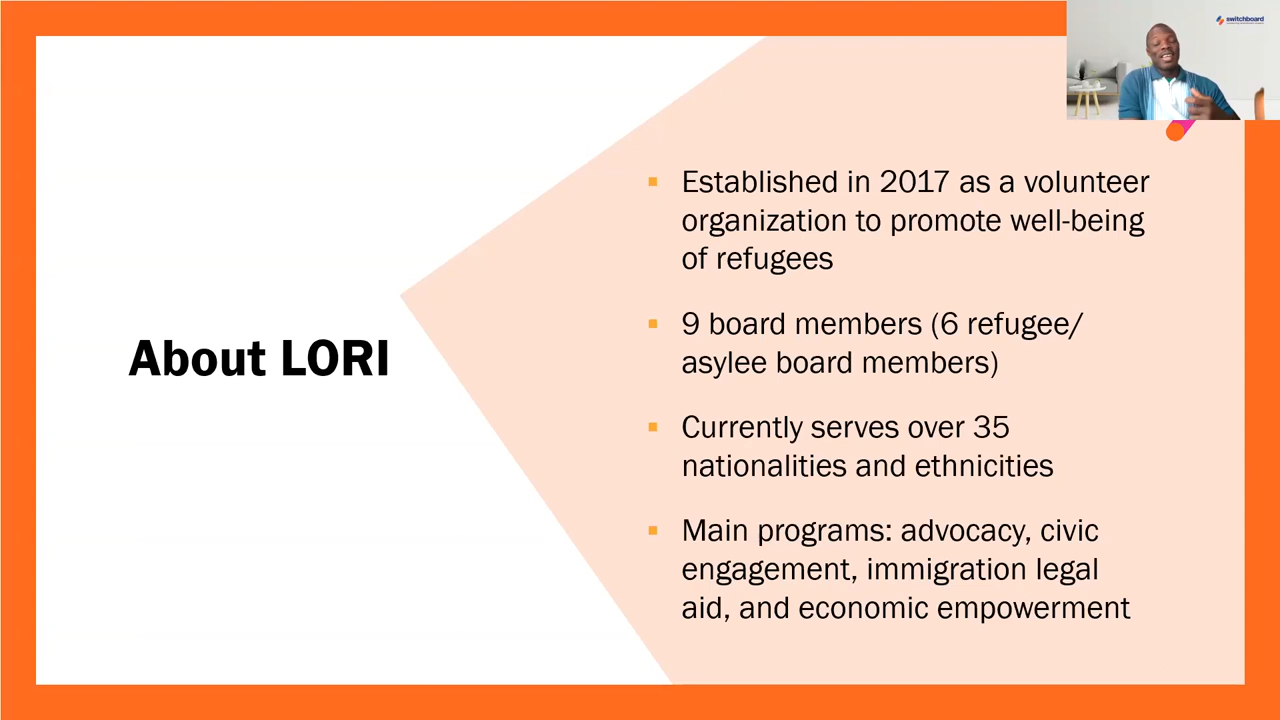 switchboard
Established in 2017 as a volunteer
organization to promote well-being
of refugees
9 board members (6 refugee/
asylee board members)
About LORI
Currently serves over 35
nationalities and ethnicities
Main programs: advocacy, civic
engagement, immigration legal
aid, and economic empowerment